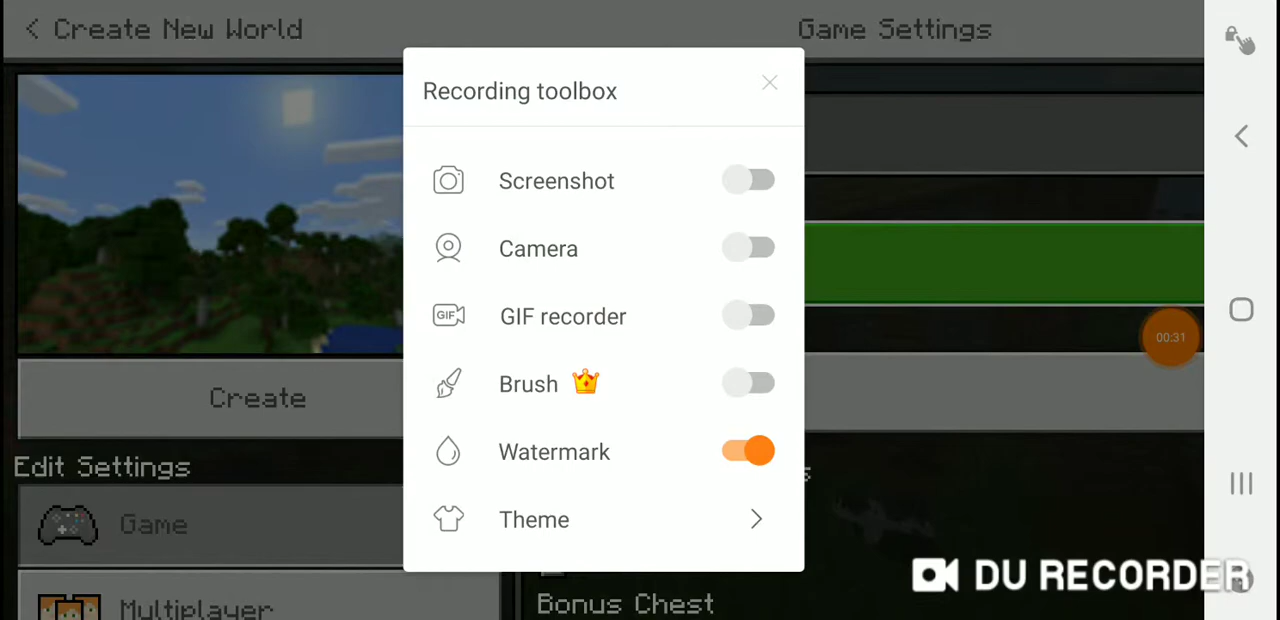 Create New World
Game Settings
Recording toolbox
Screenshot
Camera
GIF
GIF recorder
Brush
Watermark
Theme
00:31
Create
Edit Settings
Game
Multiplayer
Bonus Chest
DU RECORDER